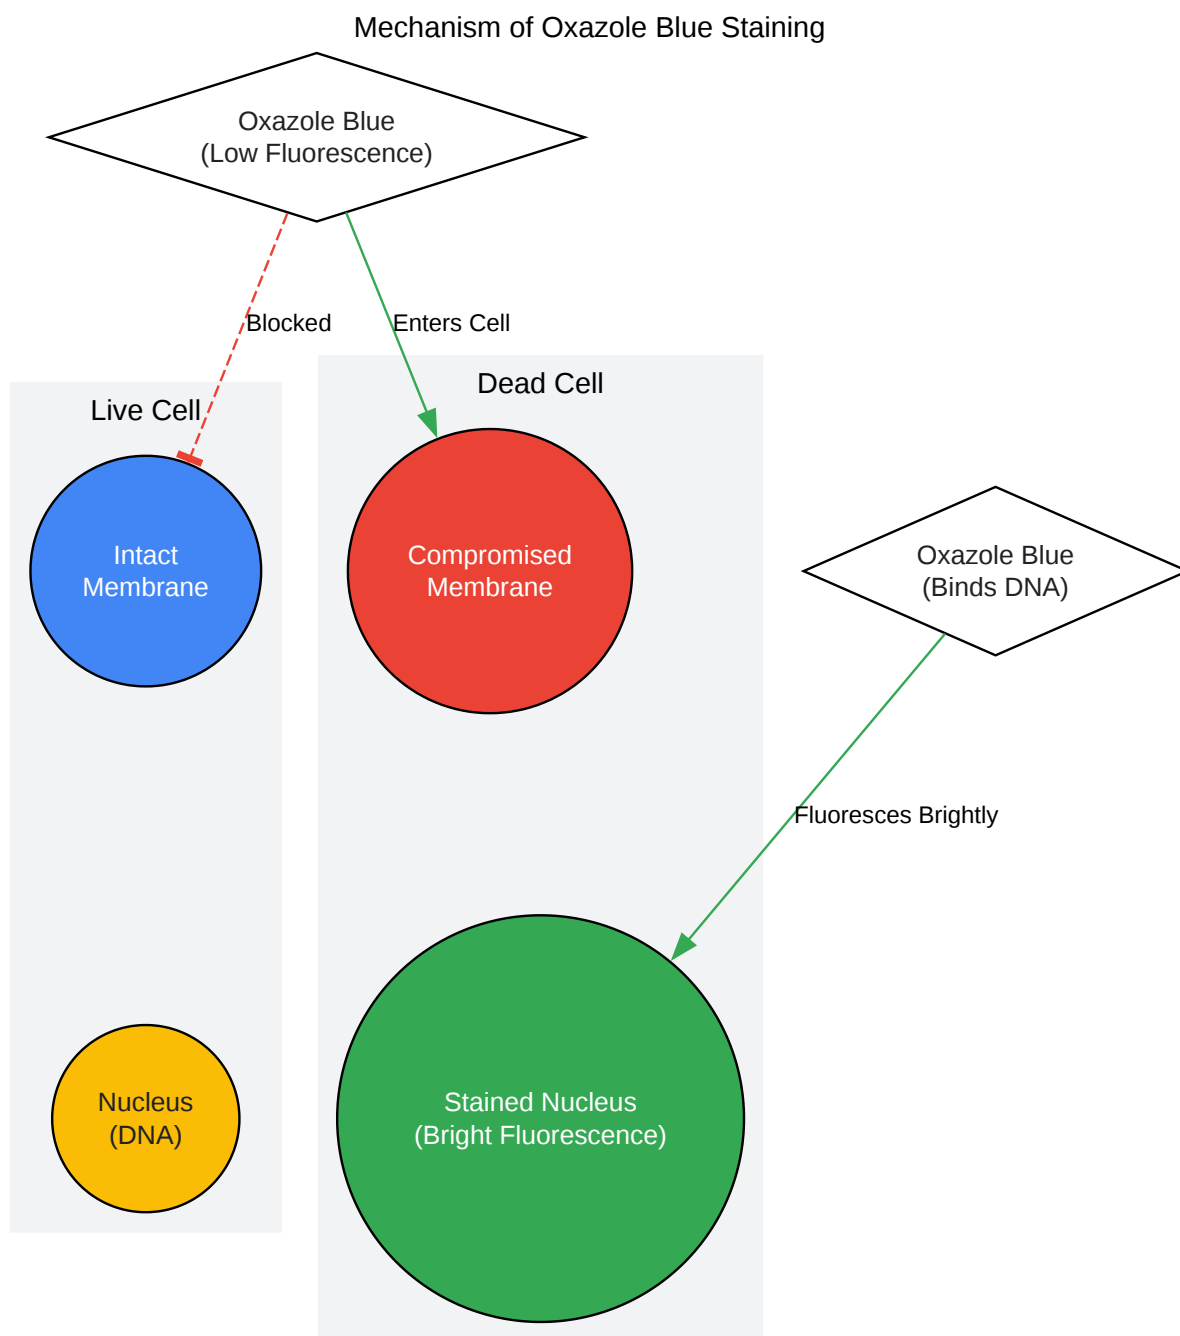 Mechanism of Oxazole Blue Staining
Oxazole Blue
(Low Fluorescence)
Blocked
Enters Cell
Live Cell
Dead Cell
Intact
Membrane
Compromised
Membrane
Oxazole Blue
(Binds DNA)
Fluoresces Brightly
Nucleus
(DNA)
Stained Nucleus
(Bright Fluorescence)